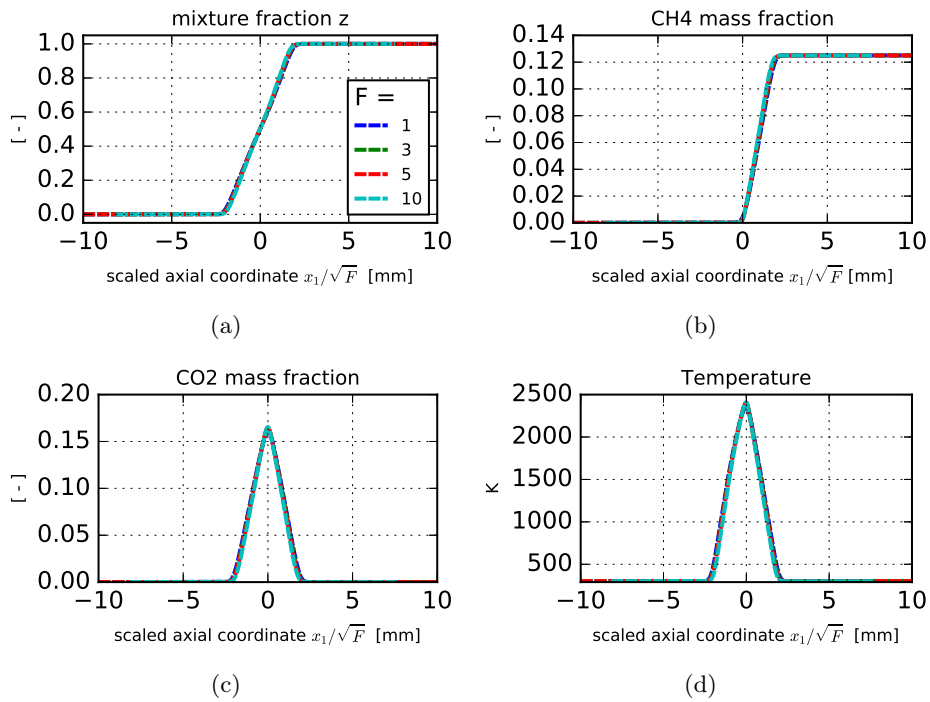 mixture fraction z
1.0
0.8
0.6
0.4
0.2
0.0
[ - ]
F =
1
3
5
10
−10 −5 0 5 10
scaled axial coordinate x₁/√F [mm]
(a)
CH4 mass fraction
0.14
0.12
0.10
0.08
0.06
0.04
0.02
0.00
[ - ]
−10 −5 0 5 10
scaled axial coordinate x₁/√F [mm]
(b)
CO2 mass fraction
0.20
0.15
0.10
0.05
0.00
[ - ]
−10 −5 0 5 10
scaled axial coordinate x₁/√F [mm]
(c)
Temperature
2500
2000
1500
1000
500
K
−10 −5 0 5 10
scaled axial coordinate x₁/√F [mm]
(d)